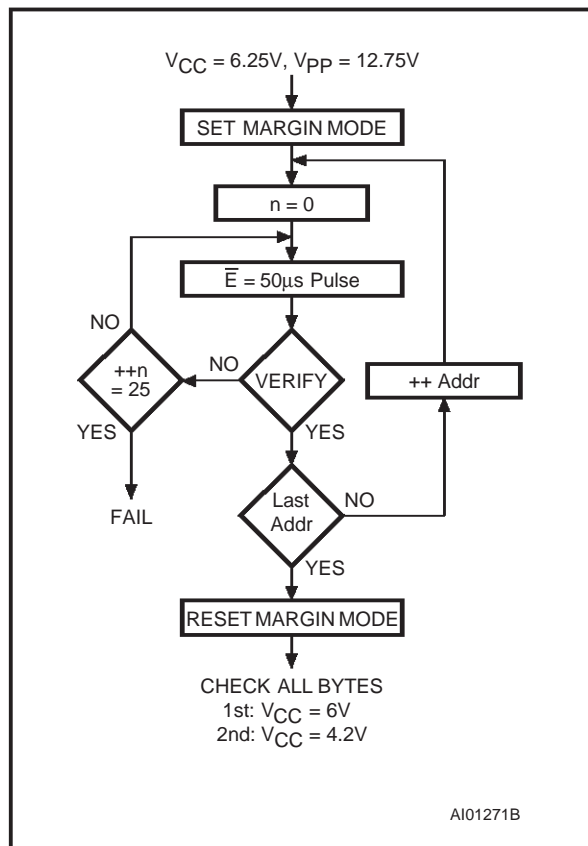 VCC = 6.25V, VPP = 12.75V
SET MARGIN MODE
n = 0
E̅ = 50µs Pulse
NO
++n
= 25
NO
VERIFY
++ Addr
YES
YES
FAIL
Last
Addr
NO
YES
RESET MARGIN MODE
CHECK ALL BYTES
1st: VCC = 6V
2nd: VCC = 4.2V
AI01271B